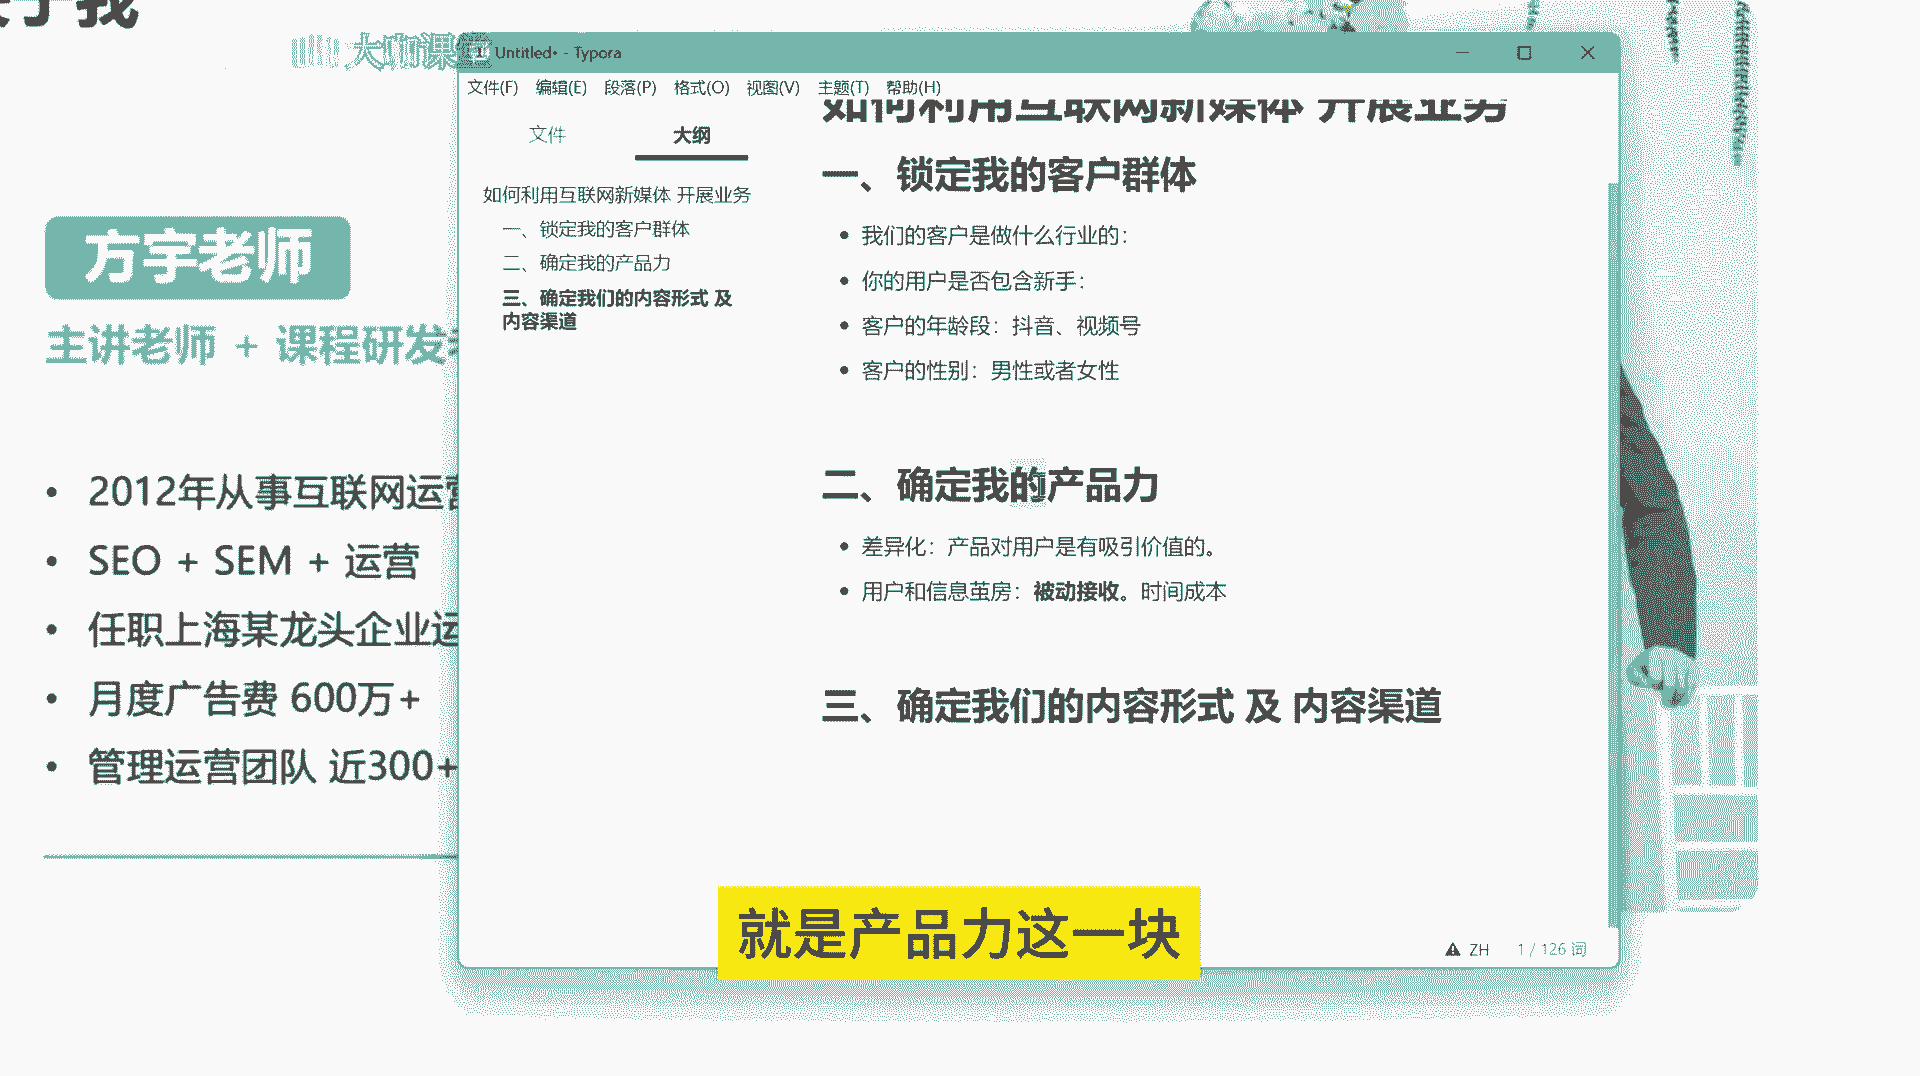 于我
大咖课堂
Untitled• - Typora
文件(F) 编辑(E) 段落(P) 格式(O) 视图(V) 主题(T) 帮助(H)
文件 大纲
如何利用互联网新媒体 开展业务
一、锁定我的客户群体
二、确定我的产品力
三、确定我们的内容形式 及
内容渠道
如何利用互联网新媒体 开展业务
一、锁定我的客户群体
• 我们的客户是做什么行业的：
• 你的用户是否包含新手：
• 客户的年龄段：抖音、视频号
• 客户的性别：男性或者女性
二、确定我的产品力
• 差异化：产品对用户是有吸引价值的。
• 用户和信息茧房：被动接收。时间成本
三、确定我们的内容形式 及 内容渠道
ZH 1 / 126 词
方宇老师
主讲老师 + 课程研发
• 2012年从事互联网运营
• SEO + SEM + 运营
• 任职上海某龙头企业运
• 月度广告费 600万+
• 管理运营团队 近300+
就是产品力这一块